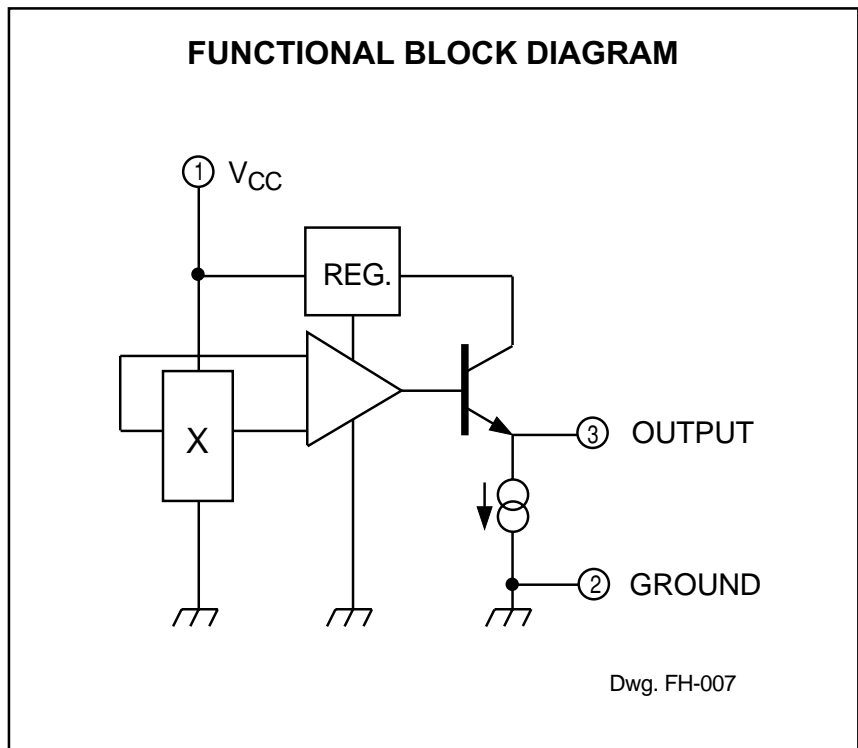 FUNCTIONAL BLOCK DIAGRAM
1 VCC
REG.
X
3 OUTPUT
2 GROUND
Dwg. FH-007